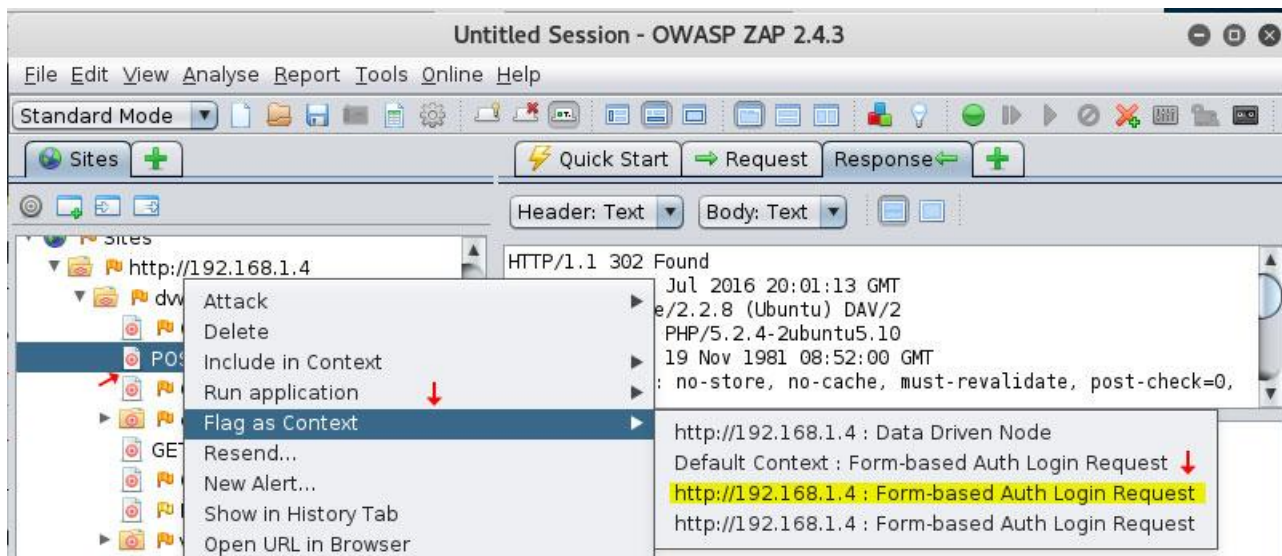 Untitled Session - OWASP ZAP 2.4.3
File Edit View Analyse Report Tools Online Help
Standard Mode
Sites
Quick Start Request Response
Header: Text Body: Text
Sites
http://192.168.1.4
HTTP/1.1 302 Found
Jul 2016 20:01:13 GMT
e/2.2.8 (Ubuntu) DAV/2
PHP/5.2.4-2ubuntu5.10
19 Nov 1981 08:52:00 GMT
: no-store, no-cache, must-revalidate, post-check=0,
dv
Attack
Delete
POS
Include in Context
Run application
Flag as Context
GE
Resend...
New Alert...
Show in History Tab
Open URL in Browser
http://192.168.1.4 : Data Driven Node
Default Context : Form-based Auth Login Request
http://192.168.1.4 : Form-based Auth Login Request
http://192.168.1.4 : Form-based Auth Login Request